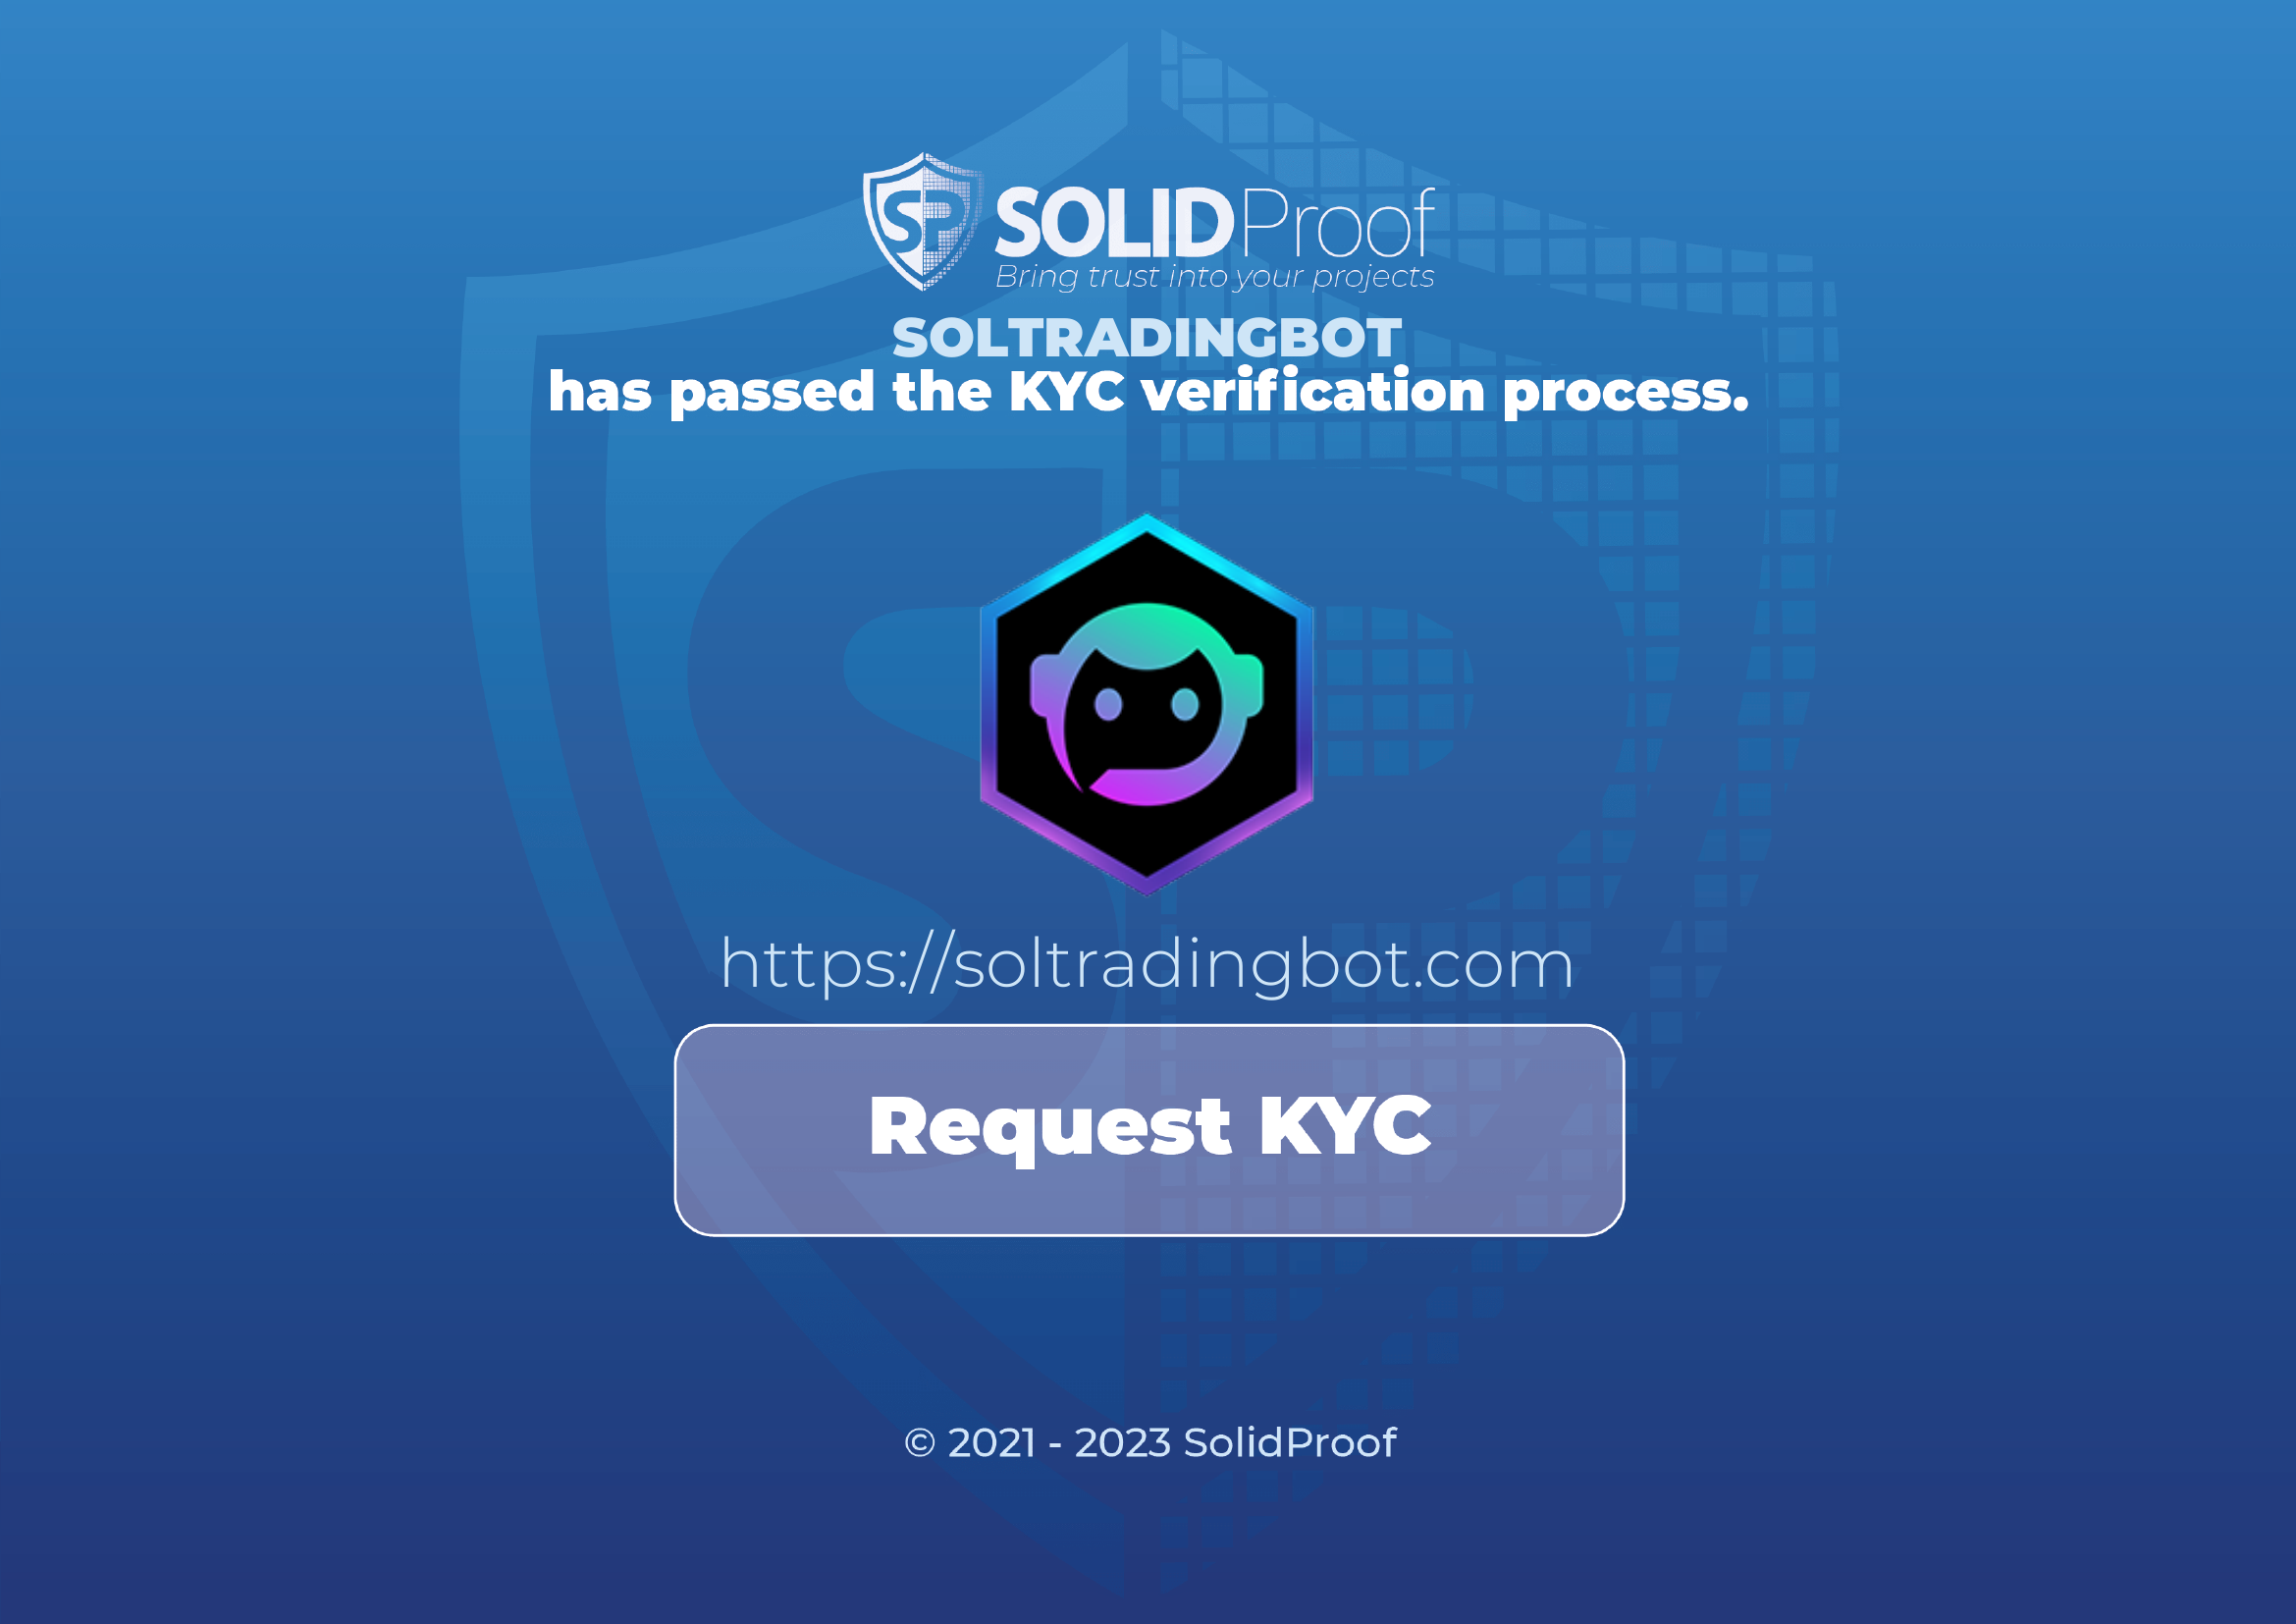 SP SOLIDProof
Bring trust into your projects
SOLTRADINGBOT
has passed the KYC verification process.
https://soltradingbot.com
Request KYC
© 2021 - 2023 SolidProof